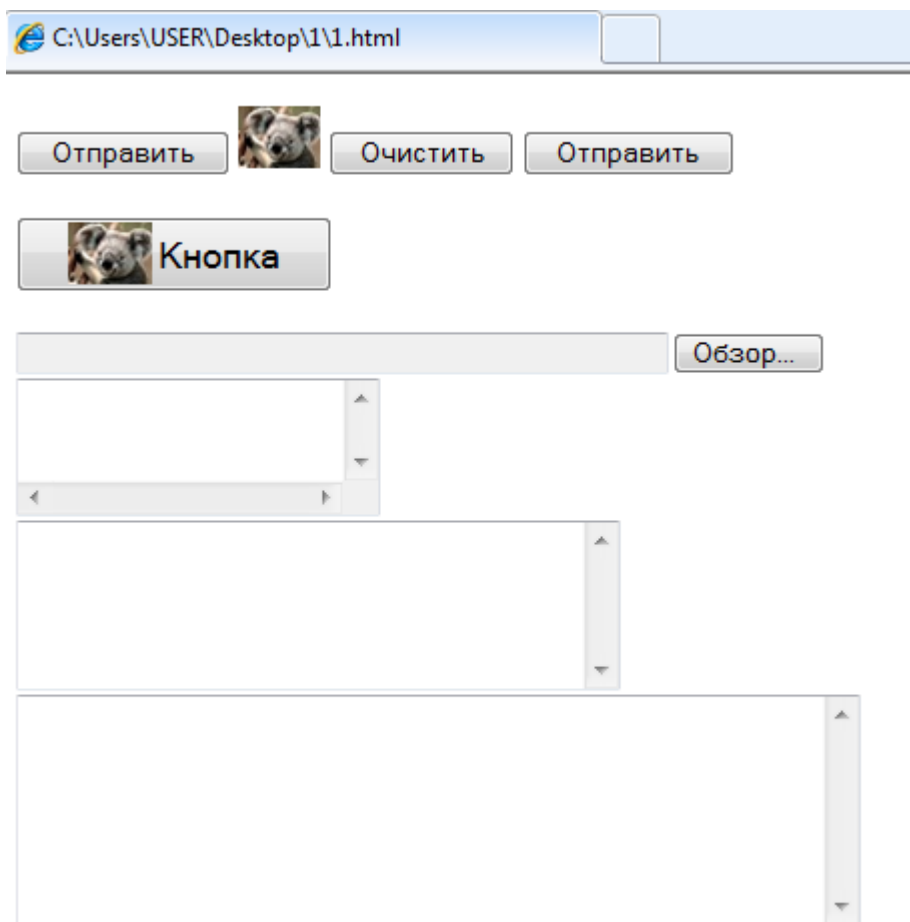 C:\Users\USER\Desktop\1\1.html
Отправить Очистить Отправить
Кнопка
Обзор...